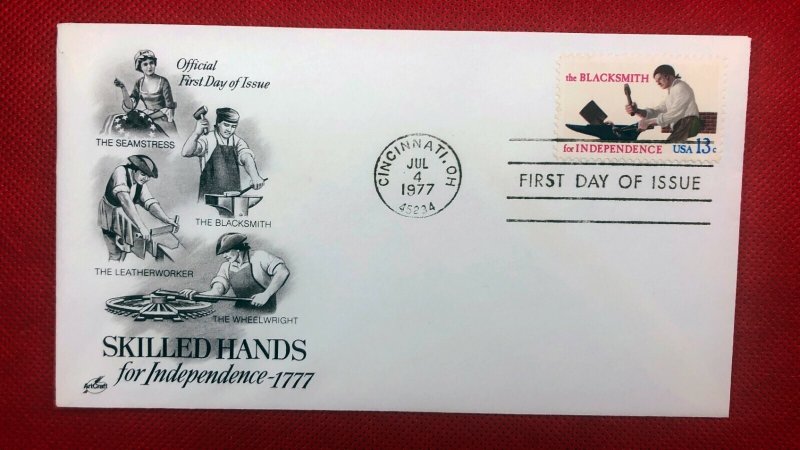 Official
First Day of Issue
THE SEAMSTRESS
THE BLACKSMITH
THE LEATHERWORKER
THE WHEELWRIGHT
SKILLED HANDS
for Independence-1777
ArtCraft
CINCINNATI, OH
JUL
4
1977
45234
the BLACKSMITH
for INDEPENDENCE USA 13c
FIRST DAY OF ISSUE